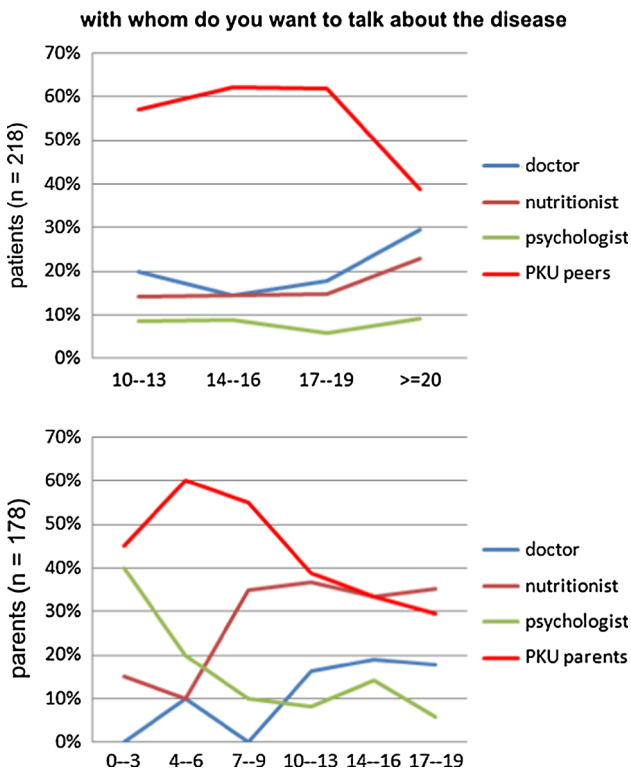 with whom do you want to talk about the disease
70%
60%
50%
40%
30%
20%
10%
0%
patients (n = 218)
10--13 14--16 17--19 >=20
doctor
nutritionist
psychologist
PKU peers
70%
60%
50%
40%
30%
20%
10%
0%
parents (n = 178)
0--3 4--6 7--9 10--13 14--16 17--19
doctor
nutritionist
psychologist
PKU parents